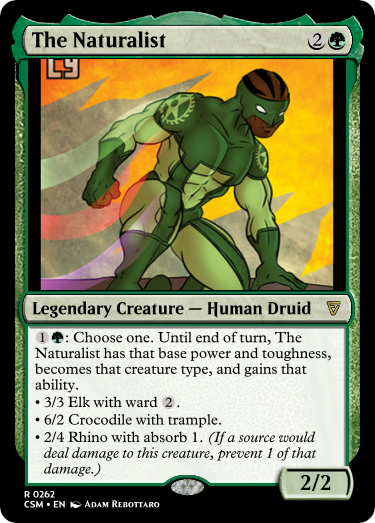 The Naturalist 2
Legendary Creature — Human Druid
1 : Choose one. Until end of turn, The
Naturalist has that base power and toughness,
becomes that creature type, and gains that
ability.
• 3/3 Elk with ward 2.
• 6/2 Crocodile with trample.
• 2/4 Rhino with absorb 1. (If a source would
deal damage to this creature, prevent 1 of that
damage.)
2/2
R 0262
CSM • EN Adam Rebottaro